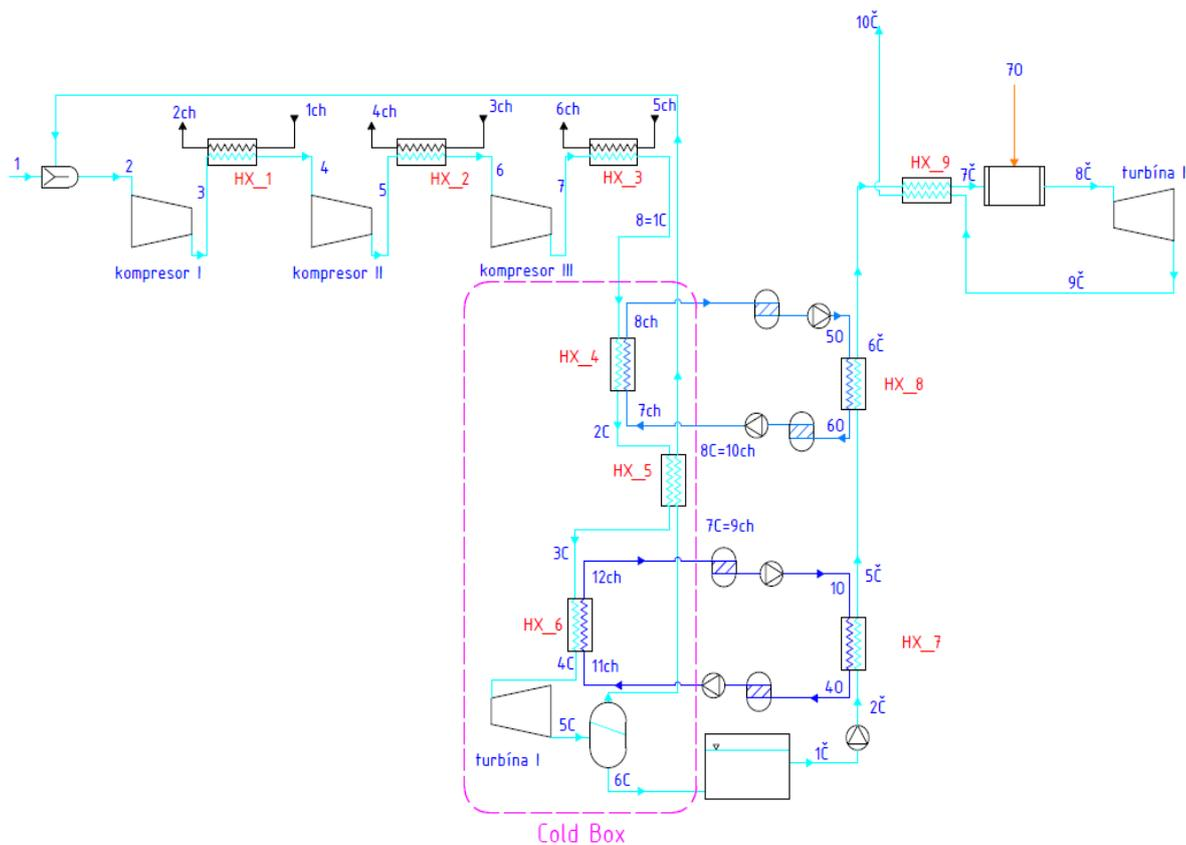 10Č
70
2ch
1ch
4ch
3ch
6ch
5ch
1
2
3
HX_1
4
5
HX_2
6
7
HX_3
HX_9
7Č
8Č
turbína I
8=1C
kompresor I
kompresor II
kompresor III
9Č
8ch
50
6Č
HX_4
HX_8
7ch
60
2C
8C=10ch
HX_5
7C=9ch
3C
12ch
10
5Č
HX_6
HX_7
4C
11ch
40
2Č
5C
1Č
turbína I
6C
Cold Box